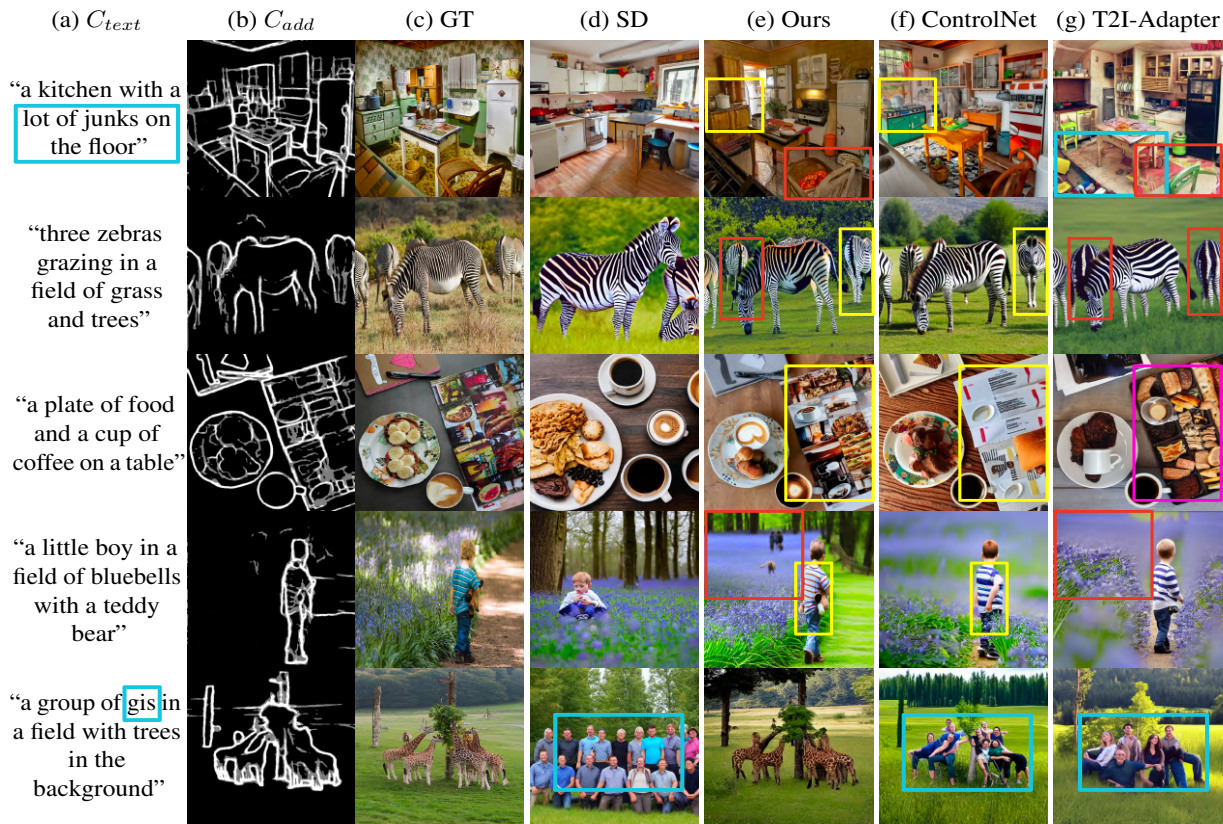 (a) C_text (b) C_add (c) GT (d) SD (e) Ours (f) ControlNet (g) T2I-Adapter
“a kitchen with a
lot of junks on
the floor”
“three zebras
grazing in a
field of grass
and trees”
“a plate of food
and a cup of
coffee on a table”
“a little boy in a
field of bluebells
with a teddy
bear”
“a group of gis in
a field with trees
in the
background”